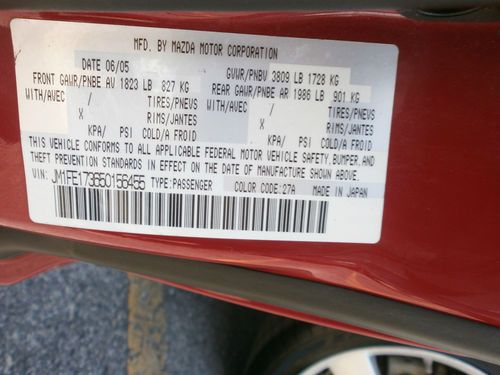 MFD. BY MAZDA MOTOR CORPORATION
DATE 06/05 GVWR/PNBV 3809 LB 1728 KG
FRONT GAWR/PNBE AV 1823 LB 827 KG REAR GAWR/PNBE AR 1986 LB 901 KG
WITH/AVEC / TIRES/PNEUS WITH/AVEC / TIRES/PNEUS
X RIMS/JANTES X RIMS/JANTES
KPA/ PSI COLD/A FROID KPA/ PSI COLD/A FROID
THIS VEHICLE CONFORMS TO ALL APPLICABLE FEDERAL MOTOR VEHICLE SAFETY, BUMPER, AND
THEFT PREVENTION STANDARDS IN EFFECT ON THE DATE OF MANUFACTURE SHOWN ABOVE.
VIN: JM1FE173650156455 TYPE:PASSENGER COLOR CODE:27A MADE IN JAPAN